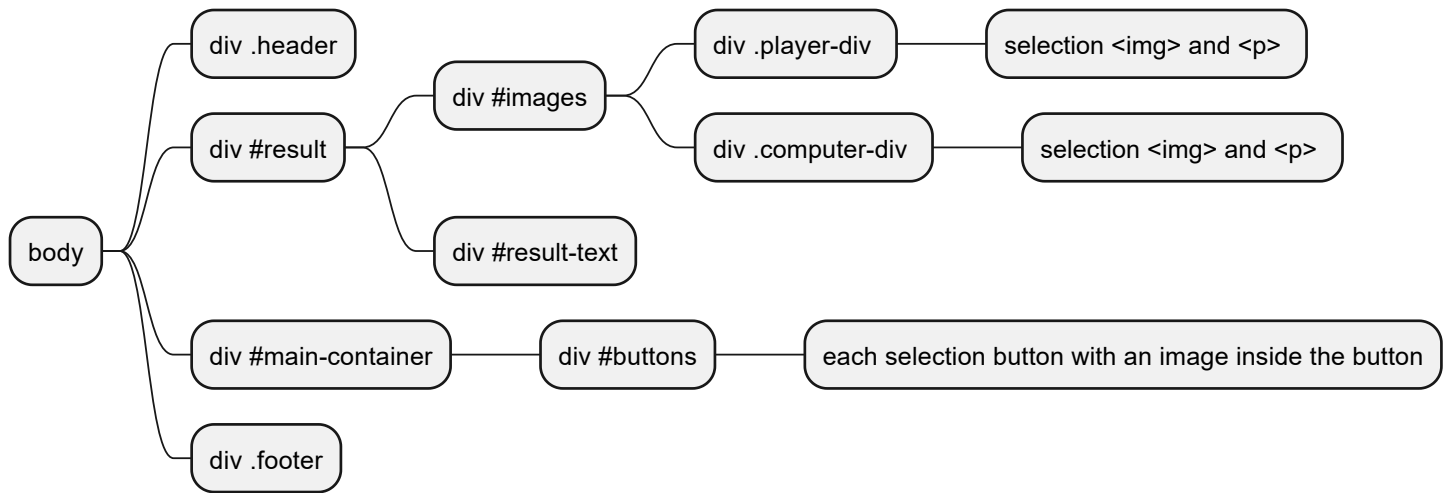 div .header
div .player-div
selection <img> and <p>
div #images
div #result
div .computer-div
selection <img> and <p>
body
div #result-text
div #main-container
div #buttons
each selection button with an image inside the button
div .footer